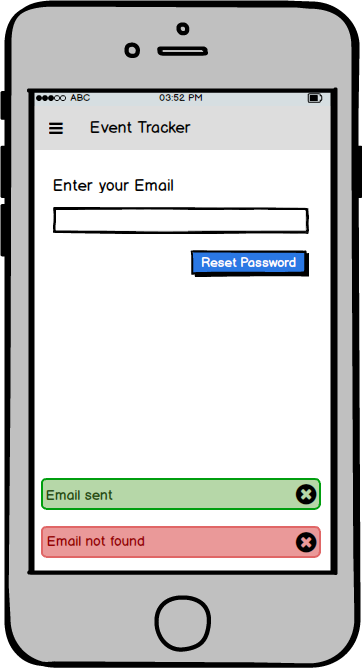 ABC 03:52 PM
Event Tracker
Enter your Email
Reset Password
Email sent
Email not found